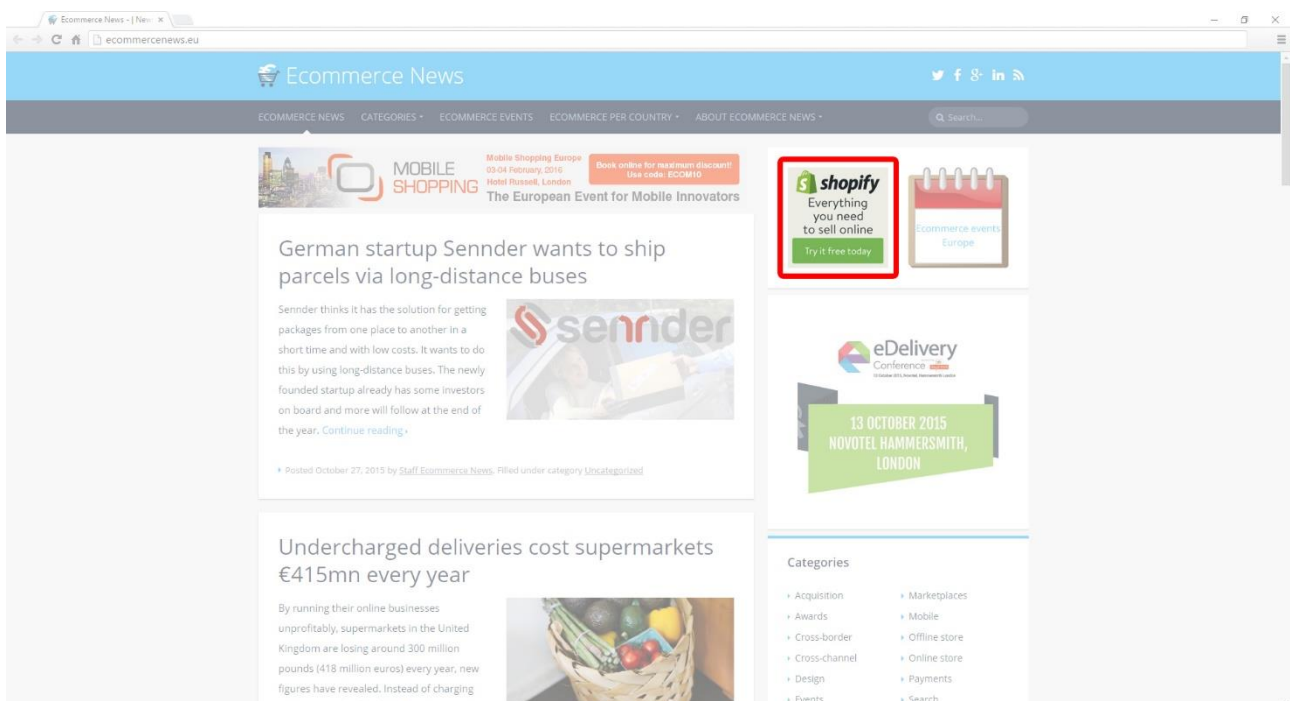 Ecommerce News - | New
ecommercenews.eu
Ecommerce News
ECOMMERCE NEWS CATEGORIES ECOMMERCE EVENTS ECOMMERCE PER COUNTRY ABOUT ECOMMERCE NEWS
Search...
MOBILE
SHOPPING
Mobile Shopping Europe
03-04 February, 2016
Hotel Russell, London
Book online for maximum discount!
Use code: ECOM10
The European Event for Mobile Innovators
German startup Sennder wants to ship
parcels via long-distance buses
Sennder thinks it has the solution for getting
packages from one place to another in a
short time and with low costs. It wants to do
this by using long-distance buses. The newly
founded startup already has some investors
on board and more will follow at the end of
the year. Continue reading
sennder
Posted October 27, 2015 by Staff Ecommerce News, Filled under category Uncategorized
Undercharged deliveries cost supermarkets
€415mn every year
By running their online businesses
unprofitably, supermarkets in the United
Kingdom are losing around 300 million
pounds (418 million euros) every year, new
figures have revealed. Instead of charging
shopify
Everything
you need
to sell online
Try it free today
Ecommerce events
Europe
eDelivery
Conference
13 OCTOBER 2015
NOVOTEL HAMMERSMITH,
LONDON
Categories
Acquisition
Awards
Cross-border
Cross-channel
Design
Events
Marketplaces
Mobile
Offline store
Online store
Payments
Search